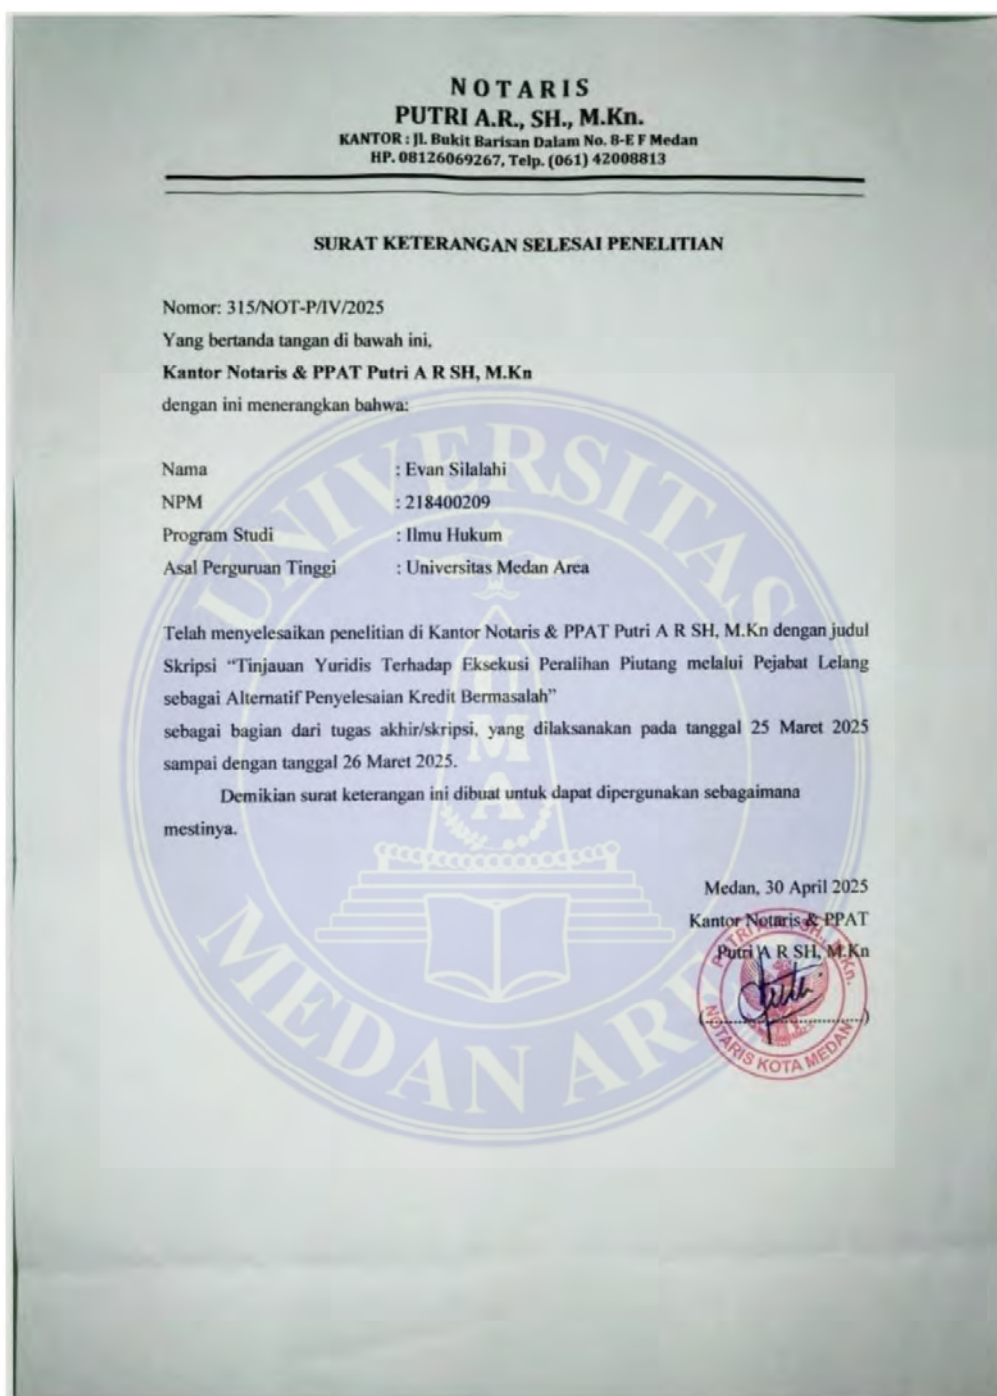 NOTARIS
PUTRI A.R., SH., M.Kn.
KANTOR : Jl. Bukit Barisan Dalam No. 8-E F Medan
HP. 08126069267, Telp. (061) 42008813
SURAT KETERANGAN SELESAI PENELITIAN
Nomor: 315/NOT-P/IV/2025
Yang bertanda tangan di bawah ini,
Kantor Notaris & PPAT Putri A R SH, M.Kn
dengan ini menerangkan bahwa:
Nama : Evan Silalahi
NPM : 218400209
Program Studi : Ilmu Hukum
Asal Perguruan Tinggi : Universitas Medan Area
Telah menyelesaikan penelitian di Kantor Notaris & PPAT Putri A R SH, M.Kn dengan judul
Skripsi “Tinjauan Yuridis Terhadap Eksekusi Peralihan Piutang melalui Pejabat Lelang
sebagai Alternatif Penyelesaian Kredit Bermasalah”
sebagai bagian dari tugas akhir/skripsi, yang dilaksanakan pada tanggal 25 Maret 2025
sampai dengan tanggal 26 Maret 2025.
Demikian surat keterangan ini dibuat untuk dapat dipergunakan sebagaimana
mestinya.
Medan, 30 April 2025
Kantor Notaris & PPAT
Putri A R SH, M.Kn
(..............................)
NOTARIS KOTA MEDAN
UNIVERSITAS
MEDAN AREA